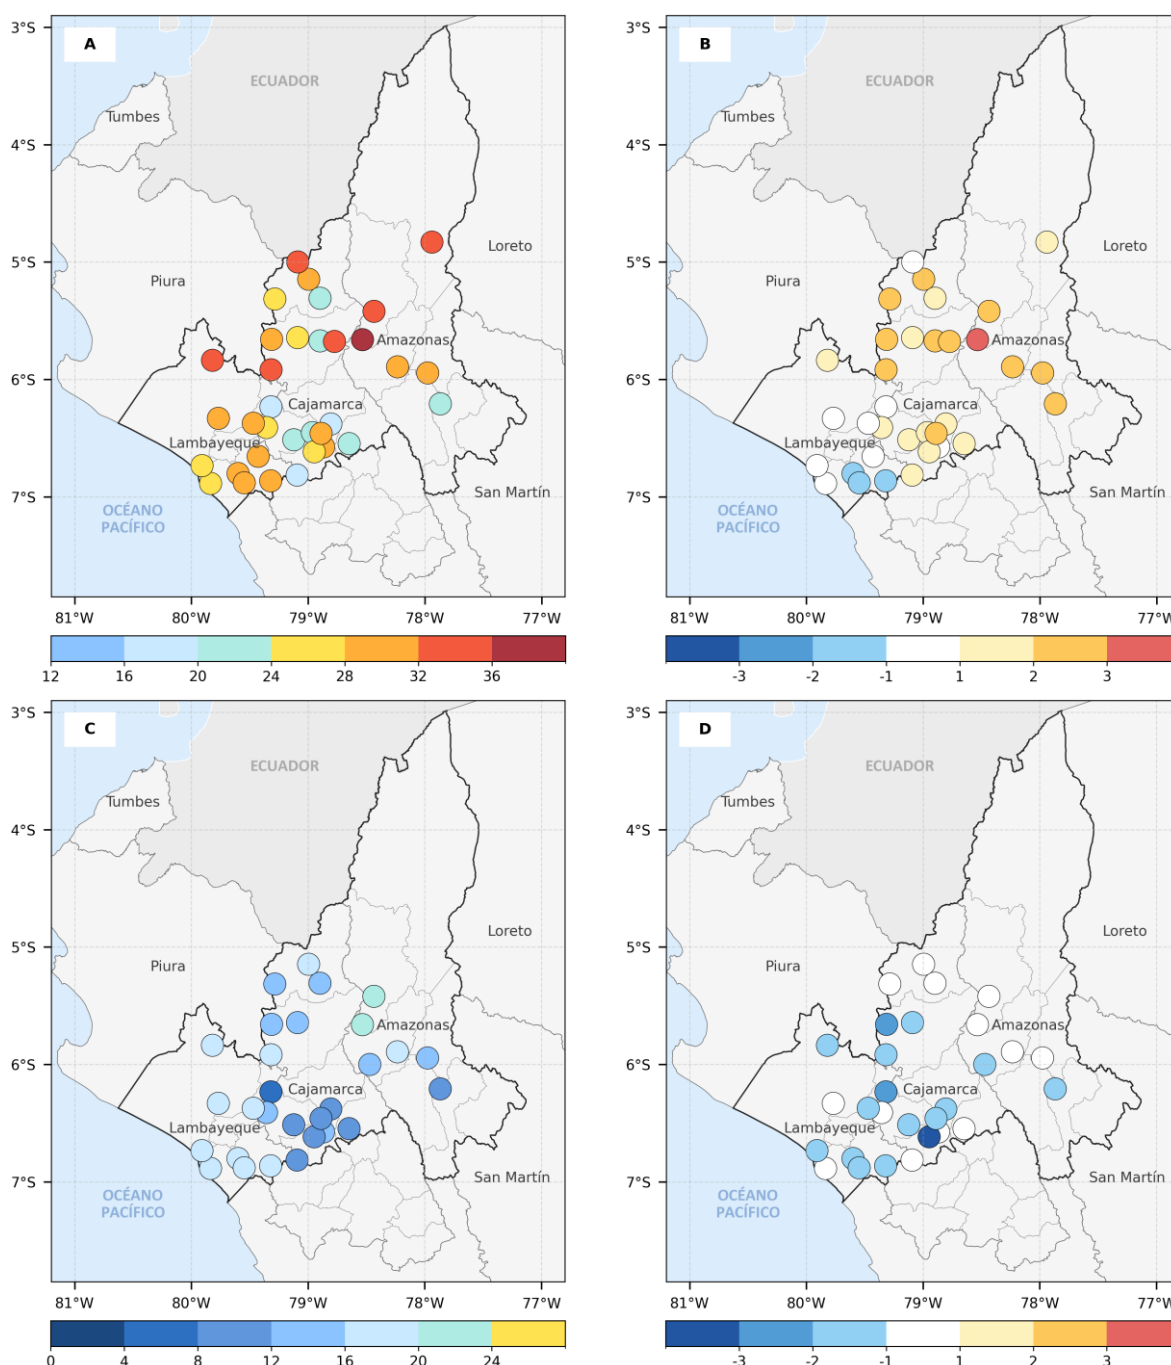 A
B
3°S
4°S
5°S
6°S
7°S
ECUADOR
Tumbes
Loreto
Piura
Amazonas
Cajamarca
Lambayeque
San Martín
OCÉANO
PACÍFICO
81°W 80°W 79°W 78°W 77°W
12 16 20 24 28 32 36
3°S
4°S
5°S
6°S
7°S
ECUADOR
Tumbes
Loreto
Piura
Amazonas
Cajamarca
Lambayeque
San Martín
OCÉANO
PACÍFICO
81°W 80°W 79°W 78°W 77°W
-3 -2 -1 1 2 3
C
D
3°S
4°S
5°S
6°S
7°S
ECUADOR
Tumbes
Loreto
Piura
Amazonas
Cajamarca
Lambayeque
San Martín
OCÉANO
PACÍFICO
81°W 80°W 79°W 78°W 77°W
0 4 8 12 16 20 24
3°S
4°S
5°S
6°S
7°S
ECUADOR
Tumbes
Loreto
Piura
Amazonas
Cajamarca
Lambayeque
San Martín
OCÉANO
PACÍFICO
81°W 80°W 79°W 78°W 77°W
-3 -2 -1 1 2 3